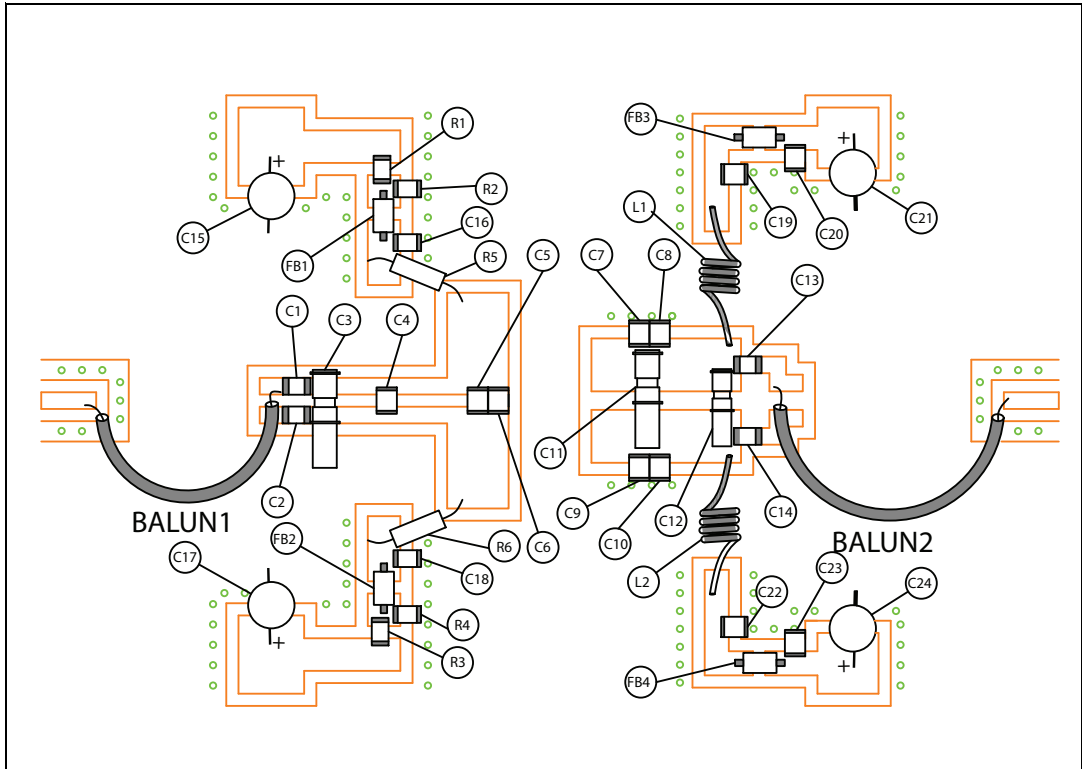 R1
FB3
R2
L1
C16
C19
C21
C15
C20
FB1
R5
C5
C7
C8
C13
C1
C3
C4
C11
C2
C9
C10
C12
C14
BALUN1
BALUN2
FB2
R6
C6
C17
C18
L2
C23
C24
C22
R4
R3
FB4
+
+
+
+